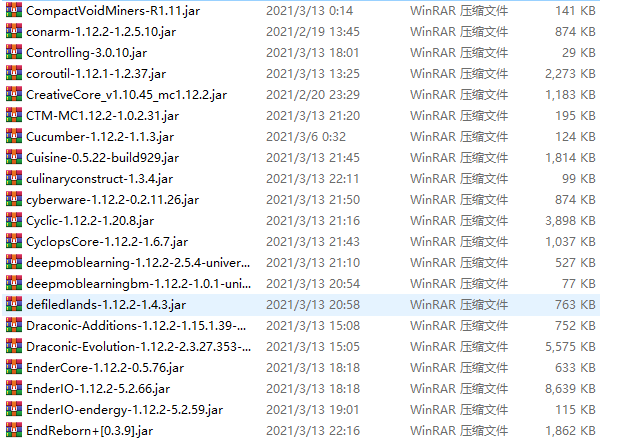 CompactVoidMiners-R1.11.jar 2021/3/13 0:14 WinRAR 压缩文件 141 KB
conarm-1.12.2-1.2.5.10.jar 2021/2/19 13:45 WinRAR 压缩文件 874 KB
Controlling-3.0.10.jar 2021/3/13 18:01 WinRAR 压缩文件 29 KB
coroutil-1.12.1-1.2.37.jar 2021/3/13 13:25 WinRAR 压缩文件 2,273 KB
CreativeCore_v1.10.45_mc1.12.2.jar 2021/2/20 23:29 WinRAR 压缩文件 1,183 KB
CTM-MC1.12.2-1.0.2.31.jar 2021/3/13 21:20 WinRAR 压缩文件 195 KB
Cucumber-1.12.2-1.1.3.jar 2021/3/6 0:32 WinRAR 压缩文件 124 KB
Cuisine-0.5.22-build929.jar 2021/3/13 21:45 WinRAR 压缩文件 1,814 KB
culinaryconstruct-1.3.4.jar 2021/3/13 22:11 WinRAR 压缩文件 99 KB
cyberware-1.12.2-0.2.11.26.jar 2021/3/13 21:50 WinRAR 压缩文件 874 KB
Cyclic-1.12.2-1.20.8.jar 2021/3/13 21:16 WinRAR 压缩文件 3,898 KB
CyclopsCore-1.12.2-1.6.7.jar 2021/3/13 21:43 WinRAR 压缩文件 1,037 KB
deepmoblearning-1.12.2-2.5.4-univer... 2021/3/13 21:10 WinRAR 压缩文件 527 KB
deepmoblearningbm-1.12.2-1.0.1-uni... 2021/3/13 20:54 WinRAR 压缩文件 77 KB
defiledlands-1.12.2-1.4.3.jar 2021/3/13 20:58 WinRAR 压缩文件 763 KB
Draconic-Additions-1.12.2-1.15.1.39-... 2021/3/13 15:08 WinRAR 压缩文件 752 KB
Draconic-Evolution-1.12.2-2.3.27.353-... 2021/3/13 15:05 WinRAR 压缩文件 5,575 KB
EnderCore-1.12.2-0.5.76.jar 2021/3/13 18:18 WinRAR 压缩文件 633 KB
EnderIO-1.12.2-5.2.66.jar 2021/3/13 18:18 WinRAR 压缩文件 8,639 KB
EnderIO-endergy-1.12.2-5.2.59.jar 2021/3/13 19:01 WinRAR 压缩文件 115 KB
EndReborn+[0.3.9].jar 2021/3/13 22:16 WinRAR 压缩文件 1,862 KB